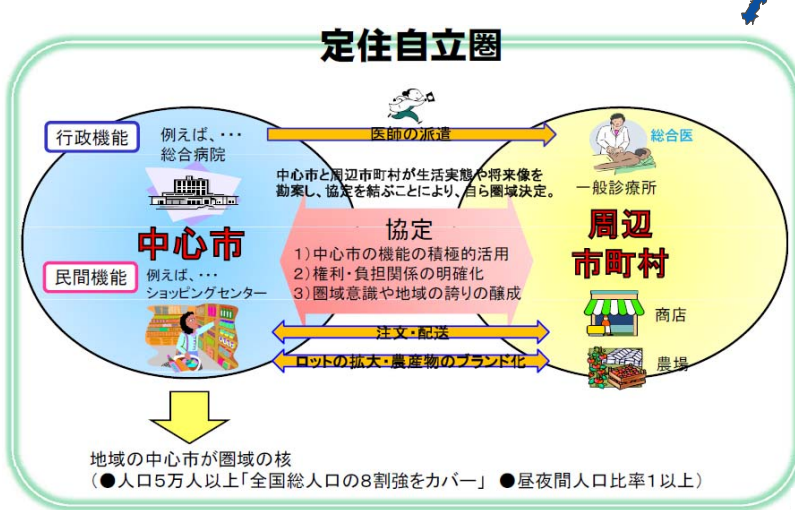 定住自立圏
行政機能
例えば、・・・
総合病院
医師の派遣
総合医
一般診療所
中心市と周辺市町村が生活実態や将来像を
勘案し、協定を結ぶことにより、自ら圏域決定。
中心市
協定
1)中心市の機能の積極的活用
2)権利・負担関係の明確化
3)圏域意識や地域の誇りの醸成
周辺
市町村
民間機能
例えば、・・・
ショッピングセンター
注文・配送
商店
ロットの拡大・農産物のブランド化
農場
地域の中心市が圏域の核
（●人口5万人以上「全国総人口の8割強をカバー」 ●昼夜間人口比率1以上）